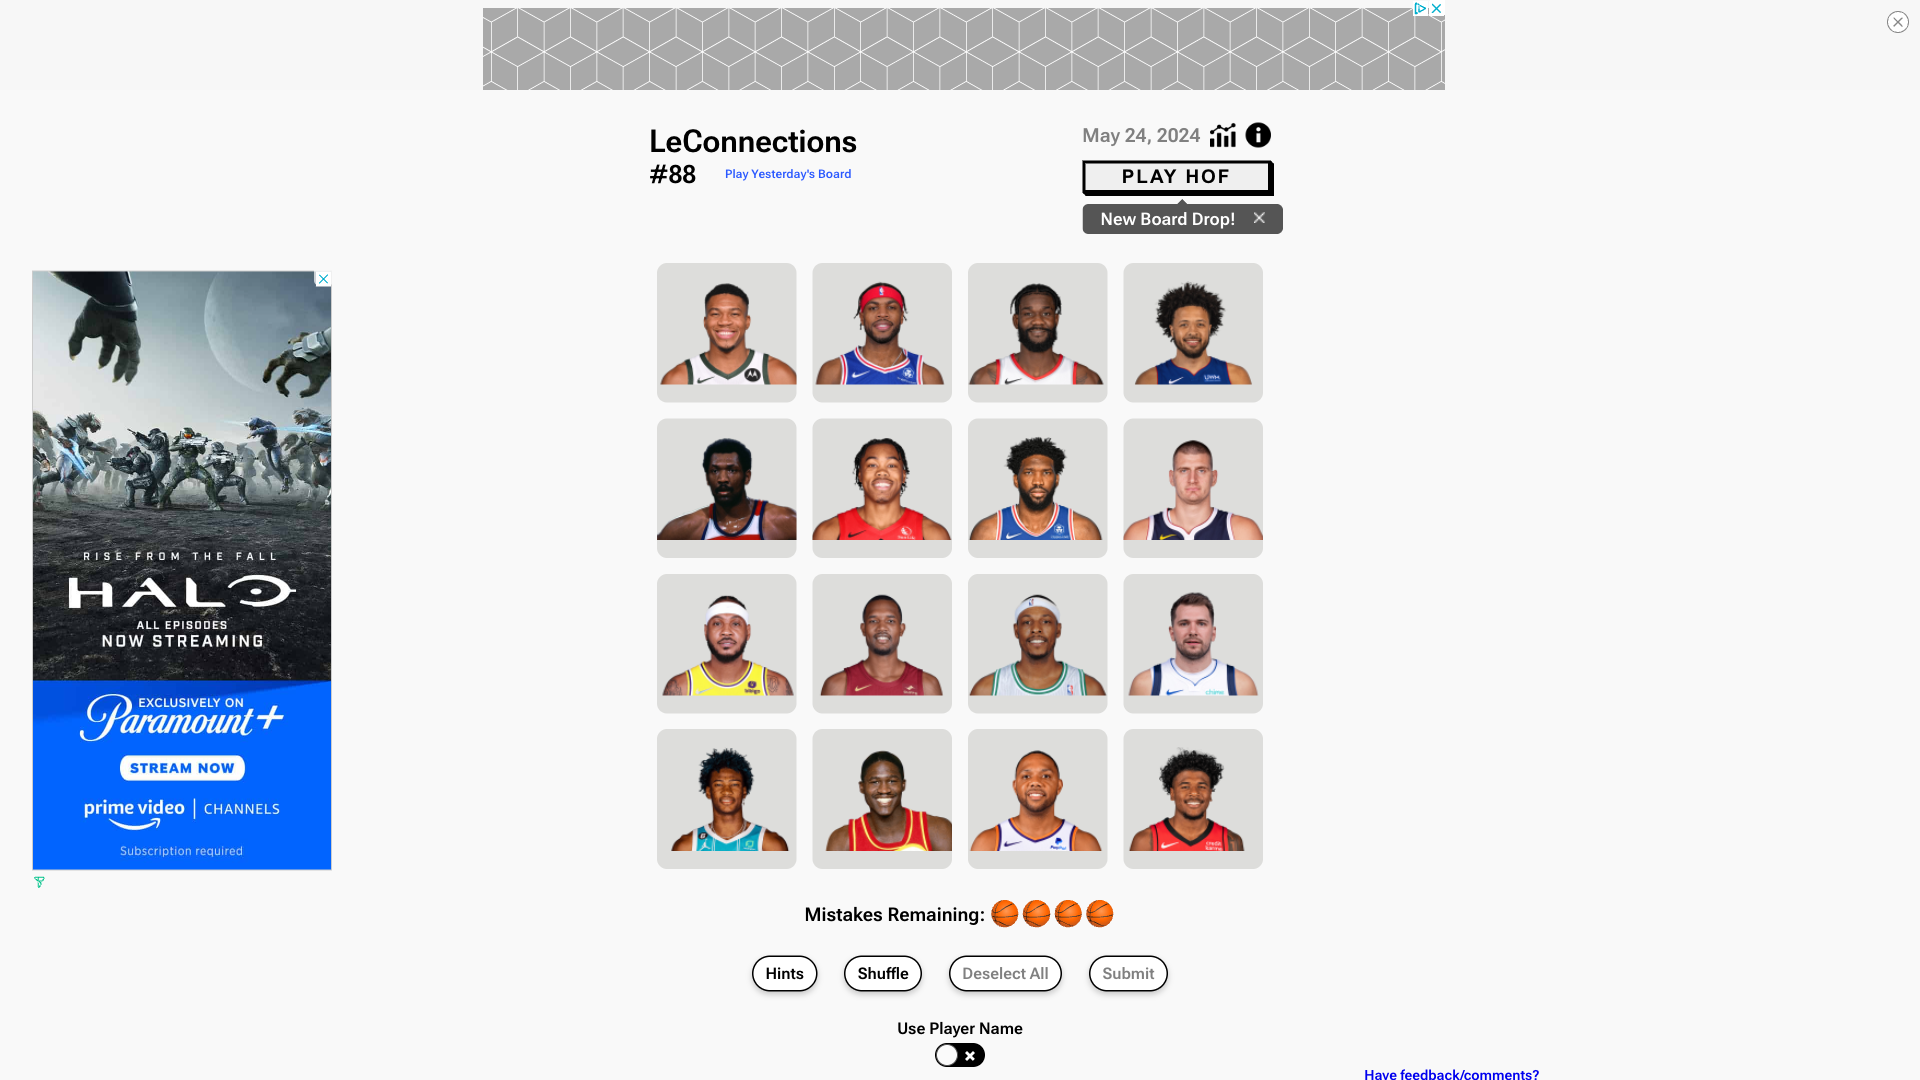 LeConnections
#88
Play Yesterday's Board
May 24, 2024
PLAY HOF
New Board Drop!
RISE FROM THE FALL
HALO
ALL EPISODES
NOW STREAMING
EXCLUSIVELY ON
Paramount+
STREAM NOW
prime video | CHANNELS
Subscription required
Mistakes Remaining:
Hints
Shuffle
Deselect All
Submit
Use Player Name
Have feedback/comments?